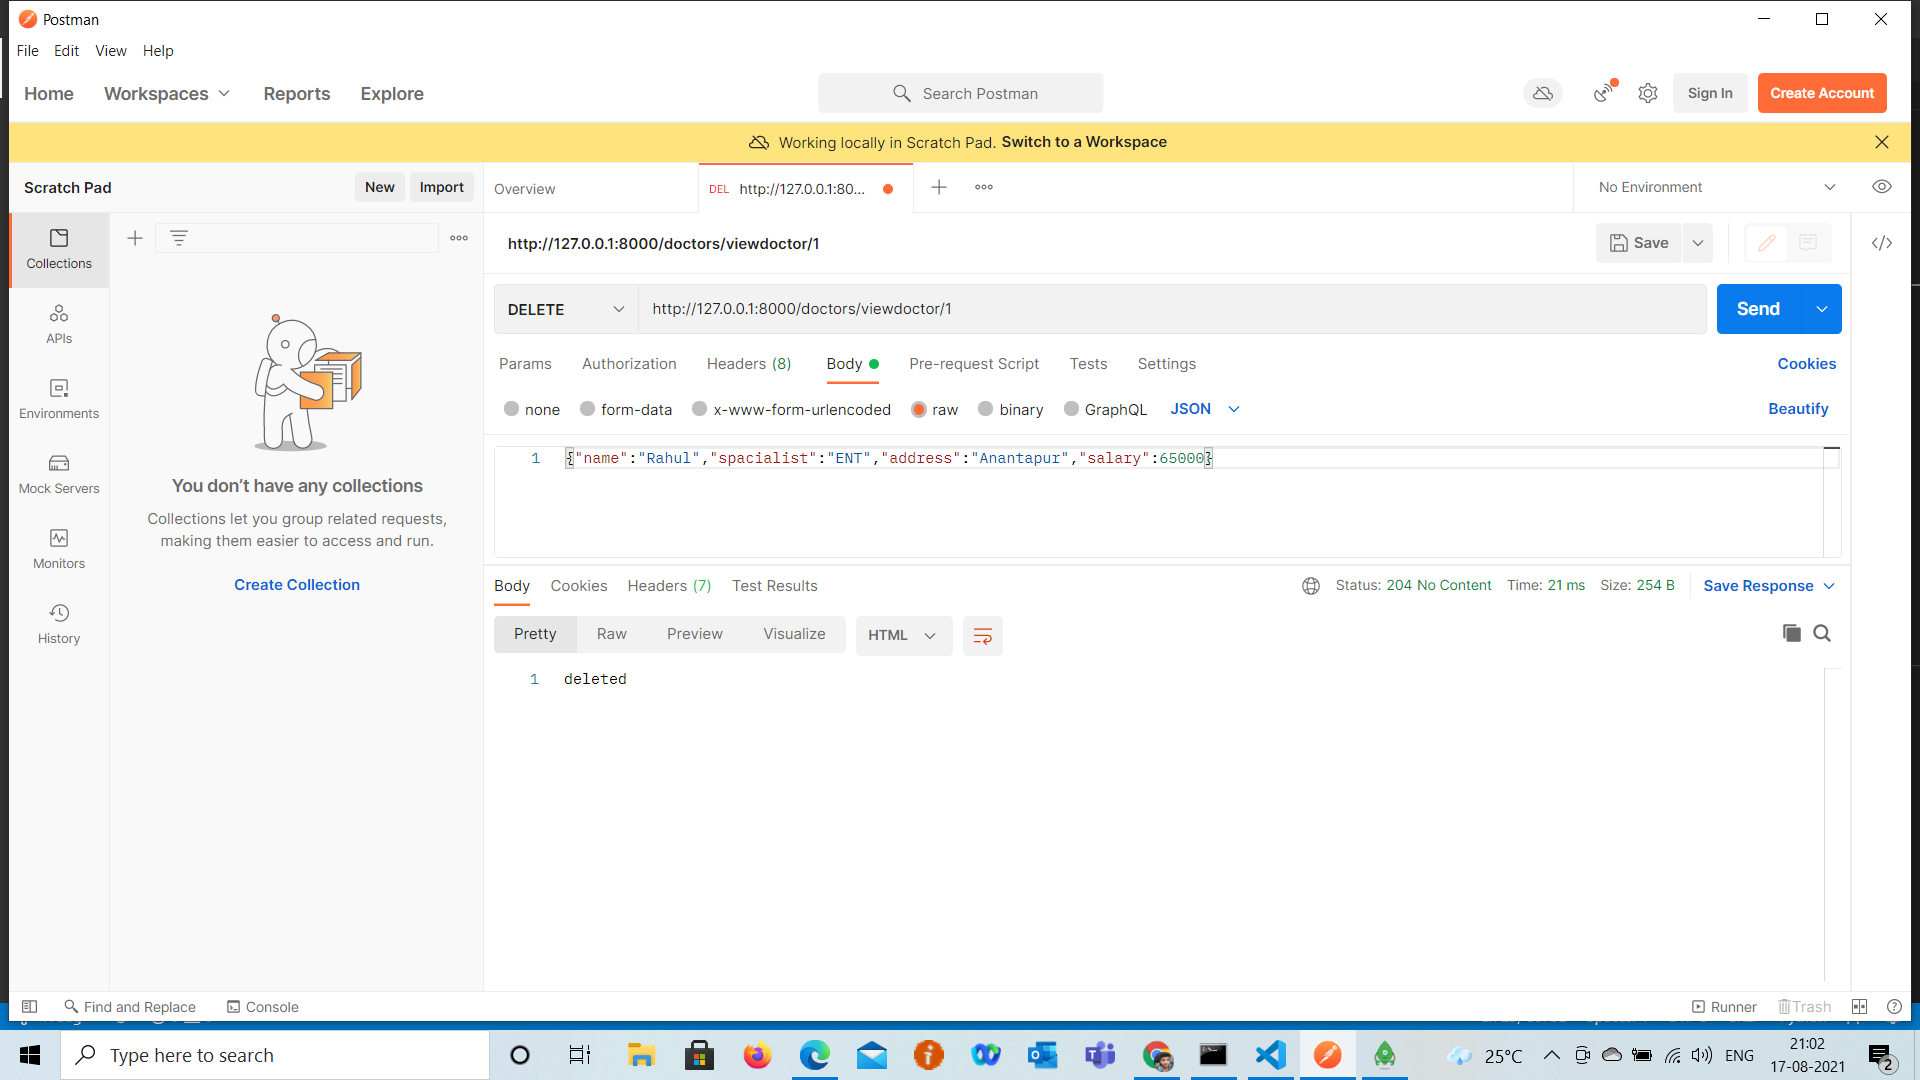 Postman
File Edit View Help
Home Workspaces Reports Explore
Search Postman
Sign In
Create Account
Working locally in Scratch Pad. Switch to a Workspace
Scratch Pad
New
Import
Overview
DEL http://127.0.0.1:80...
No Environment
http://127.0.0.1:8000/doctors/viewdoctor/1
Save
Collections
APIs
Environments
Mock Servers
Monitors
History
You don't have any collections
Collections let you group related requests,
making them easier to access and run.
Create Collection
DELETE
http://127.0.0.1:8000/doctors/viewdoctor/1
Send
Params Authorization Headers (8) Body Pre-request Script Tests Settings
Cookies
none form-data x-www-form-urlencoded raw binary GraphQL JSON
Beautify
1 {"name":"Rahul","spacialist":"ENT","address":"Anantapur","salary":65000}
Body Cookies Headers (7) Test Results
Status: 204 No Content Time: 21 ms Size: 254 B
Save Response
Pretty Raw Preview Visualize HTML
1 deleted
Find and Replace Console
Runner Trash
Type here to search
25°C
ENG
21:02
17-08-2021
2